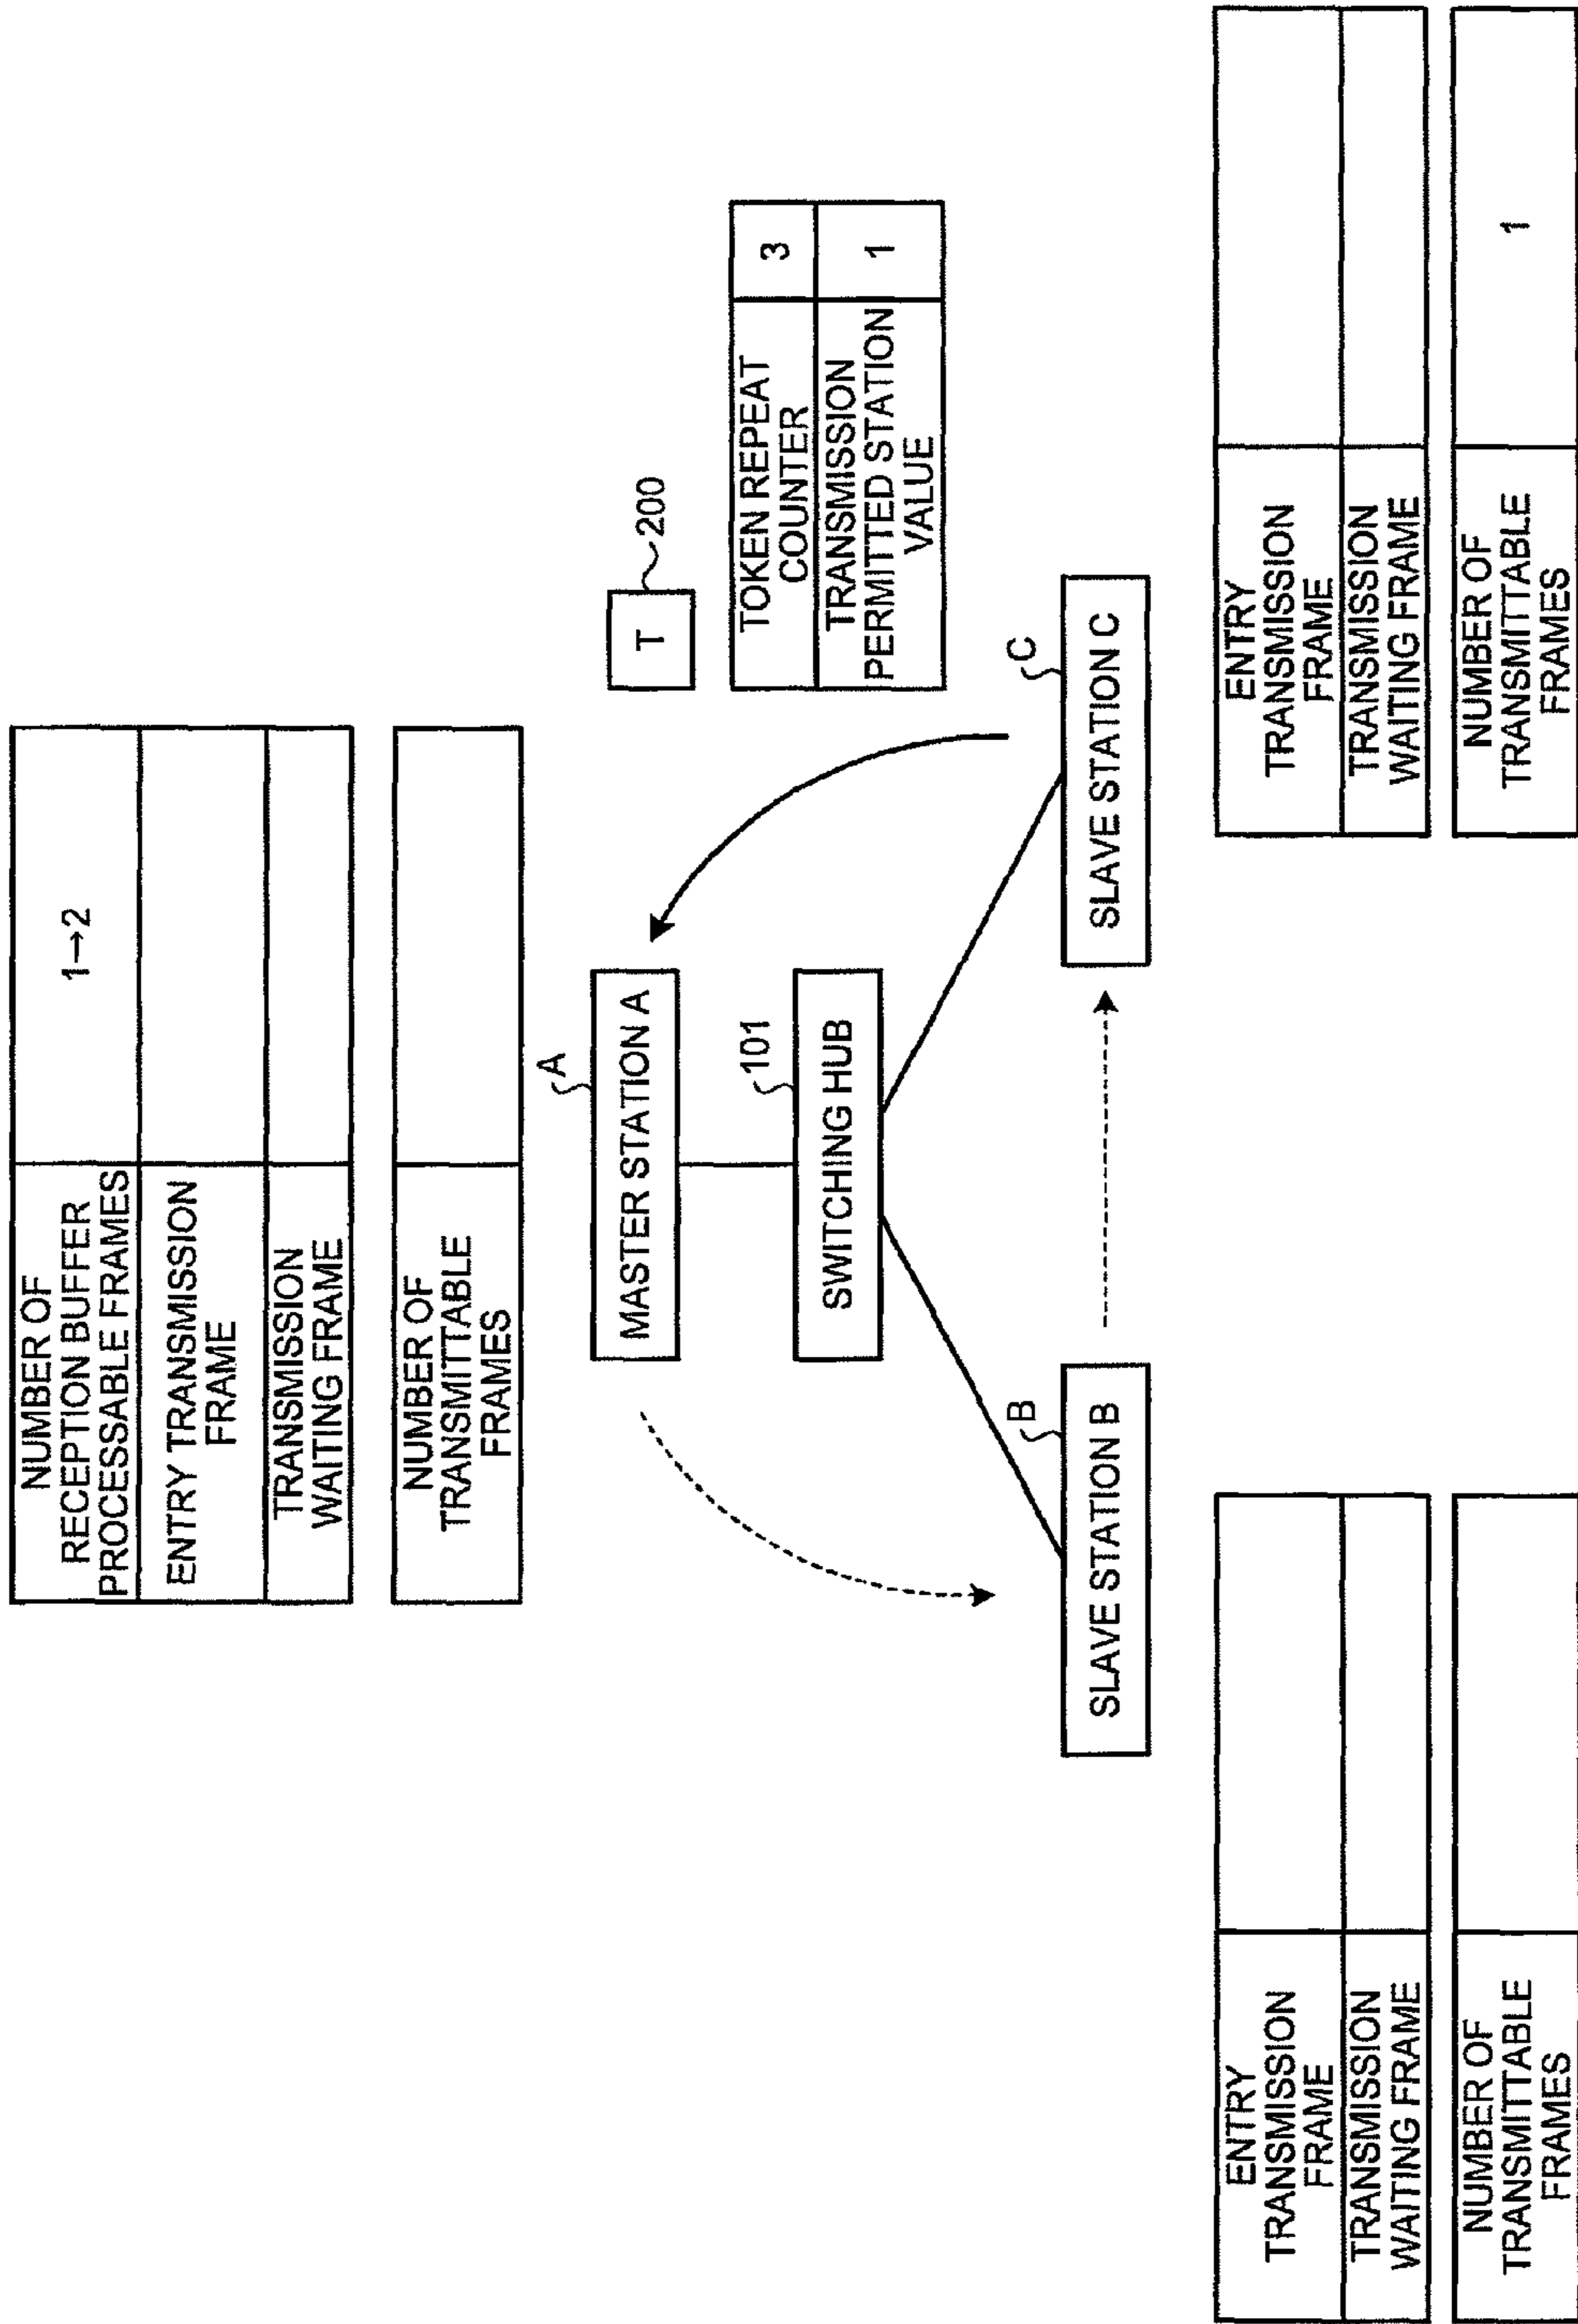 NUMBER OF
RECEPTION BUFFER
PROCESSABLE FRAMES
1→2
ENTRY TRANSMISSION
FRAME
TRANSMISSION
WAITING FRAME
NUMBER OF
TRANSMITTABLE
FRAMES
A
MASTER STATION A
T
200
101
SWITCHING HUB
TOKEN REPEAT
COUNTER
3
TRANSMISSION
PERMITTED STATION
VALUE
1
B
SLAVE STATION B
C
SLAVE STATION C
ENTRY
TRANSMISSION
FRAME
TRANSMISSION
WAITING FRAME
NUMBER OF
TRANSMITTABLE
FRAMES
ENTRY
TRANSMISSION
FRAME
TRANSMISSION
WAITING FRAME
NUMBER OF
TRANSMITTABLE
FRAMES
1